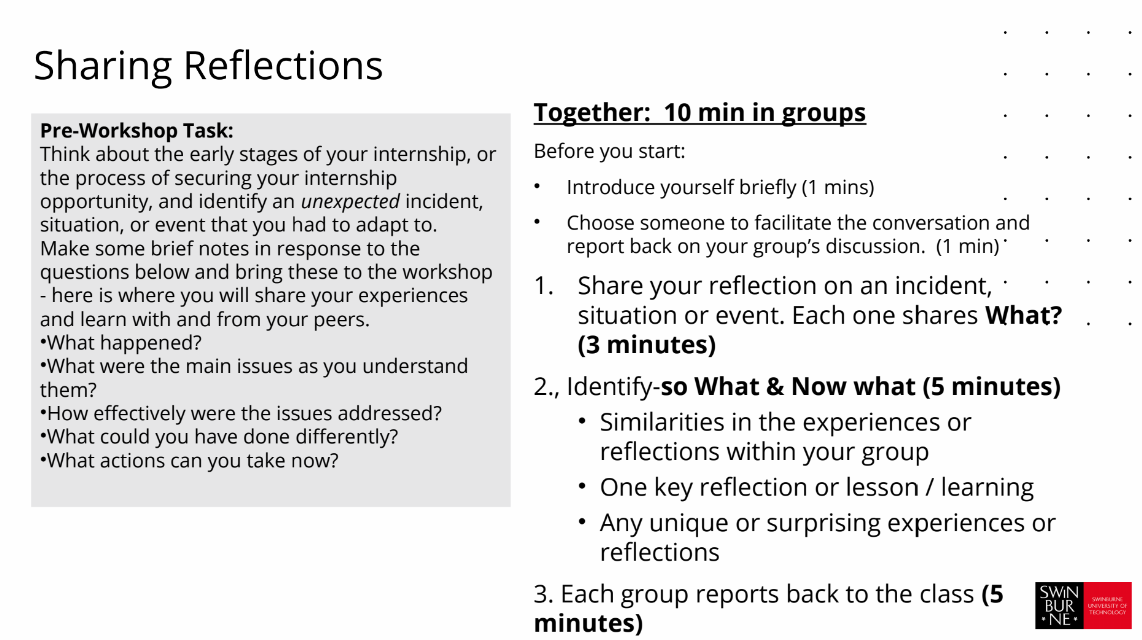 Sharing Reflections
Pre-Workshop Task:
Think about the early stages of your internship, or
the process of securing your internship
opportunity, and identify an unexpected incident,
situation, or event that you had to adapt to.
Make some brief notes in response to the
questions below and bring these to the workshop
- here is where you will share your experiences
and learn with and from your peers.
•What happened?
•What were the main issues as you understand
them?
•How effectively were the issues addressed?
•What could you have done differently?
•What actions can you take now?
Together:  10 min in groups
Before you start:
• Introduce yourself briefly (1 mins)
• Choose someone to facilitate the conversation and
report back on your group’s discussion.  (1 min)
1. Share your reflection on an incident,
situation or event. Each one shares What?
(3 minutes)
2., Identify-so What & Now what (5 minutes)
• Similarities in the experiences or
reflections within your group
• One key reflection or lesson / learning
• Any unique or surprising experiences or
reflections
3. Each group reports back to the class (5
minutes)
SWIN
BUR
NE
SWINBURNE
UNIVERSITY OF
TECHNOLOGY